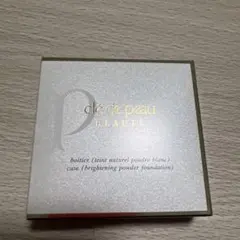 clé de peau
BEAUTÉ
boîtier (teint naturel poudre blanc)
case (brightening powder foundation)